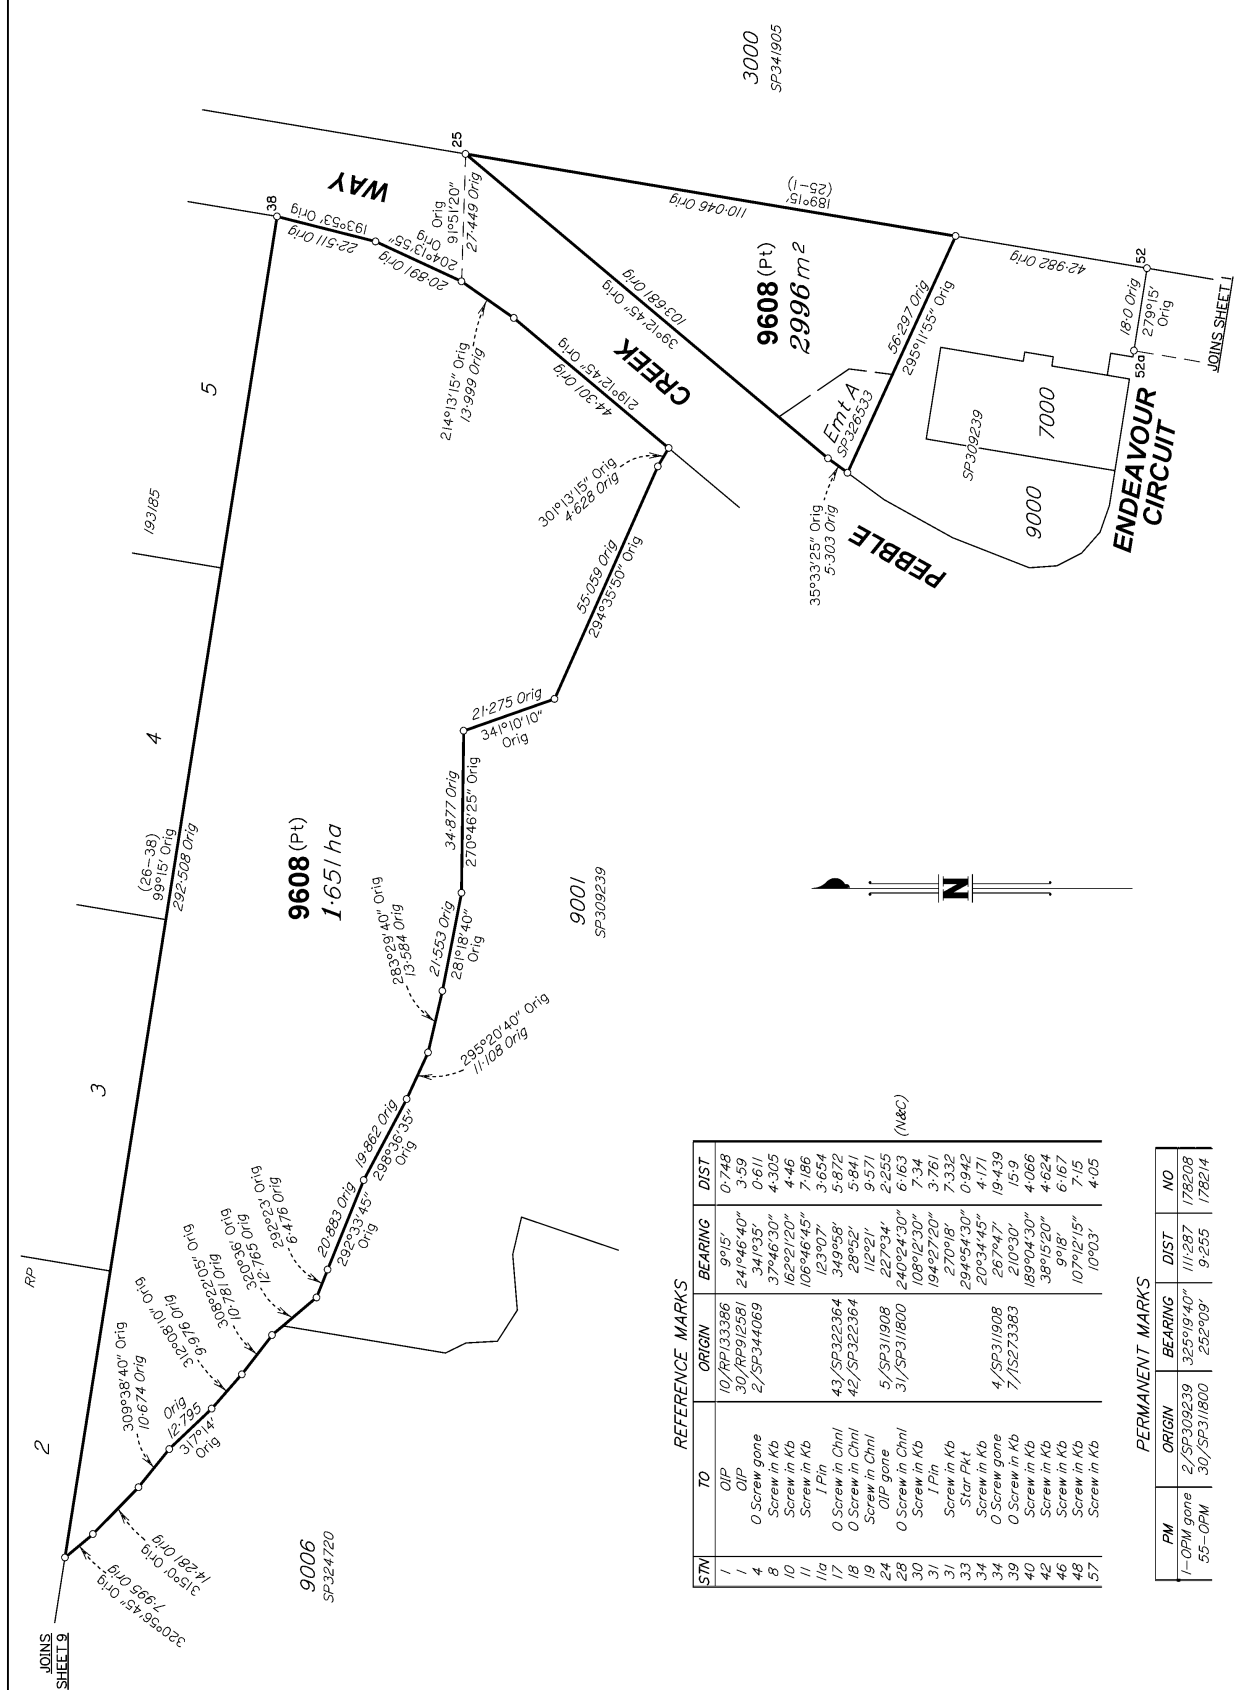 JOINS
SHEET 9
2
RP
3
4
193185
5
(26–38)
99°15' Orig
292·508 Orig
38
25
3000
SP341905
WAY
CREEK
PEBBLE
ENDEAVOUR
CIRCUIT
22·511 Orig
193°53' Orig
20·891 Orig
204°13'55"
Orig
91°51'20"
Orig
27·449 Orig
214°13'15" Orig
13·999 Orig
219°12'45" Orig
44·301 Orig
301°13'15" Orig
4·628 Orig
55·059 Orig
294°35'50" Orig
21·275 Orig
341°10'10"
Orig
34·877 Orig
270°46'25" Orig
21·553 Orig
281°18'40"
Orig
283°29'40" Orig
13·584 Orig
295°20'40" Orig
11·108 Orig
19·862 Orig
298°36'35"
Orig
20·883 Orig
292°33'45"
Orig
292°23' Orig
6·476 Orig
320°36' Orig
12·765 Orig
308°22'05" Orig
10·781 Orig
312°08'10" Orig
9·976 Orig
Orig
12·795
317°14'
Orig
309°38'40" Orig
10·674 Orig
315°0' Orig
14·281 Orig
320°56'45" Orig
7·995 Orig
9608 (Pt)
1·651 ha
9001
SP309239
9006
SP324720
110·046 Orig
189°15'
(25–1)
103·681 Orig
39°12'45" Orig
9608 (Pt)
2996 m²
Emt A
SP326533
56·297 Orig
295°11'55" Orig
35°33'25" Orig
5·303 Orig
42·982 Orig
52
18·0 Orig
279°15'
Orig
52a
JOINS SHEET 1
SP309239
7000
9000
N
REFERENCE MARKS
STN TO ORIGIN BEARING DIST
1 OIP 10/RP133386 9°15' 0·748
1 OIP 30/RP912581 241°46'40" 3·59
4 O Screw gone 2/SP344069 341°35' 0·611
8 Screw in Kb 37°46'30" 4·305
10 Screw in Kb 162°21'20" 4·46
11 Screw in Kb 106°46'45" 7·186
11a I Pin 123°07' 3·654
17 O Screw in Chnl 43/SP322364 349°58' 5·872
18 O Screw in Chnl 42/SP322364 28°52' 5·841
19 Screw in Chnl 112°21' 9·571
24 OIP gone 5/SP311908 227°34' 2·255
28 O Screw in Chnl 31/SP311800 240°24'30" 6·163 (N&C)
30 Screw in Kb 108°12'30" 7·34
31 I Pin 194°27'20" 3·761
31 Screw in Kb 270°18' 7·332
33 Star Pkt 294°54'30" 0·942
34 Screw in Kb 20°34'45" 4·171
34 O Screw gone 4/SP311908 267°47' 19·439
39 O Screw in Kb 7/IS273383 210°30' 15·9
40 Screw in Kb 189°04'30" 4·066
42 Screw in Kb 38°15'20" 4·624
46 Screw in Kb 9°18' 6·167
48 Screw in Kb 107°12'15" 7·15
57 Screw in Kb 10°03' 4·05
PERMANENT MARKS
PM ORIGIN BEARING DIST NO
1–OPM gone 2/SP309239 325°19'40" 111·287 178208
55–OPM 30/SP311800 252°09' 9·255 178214